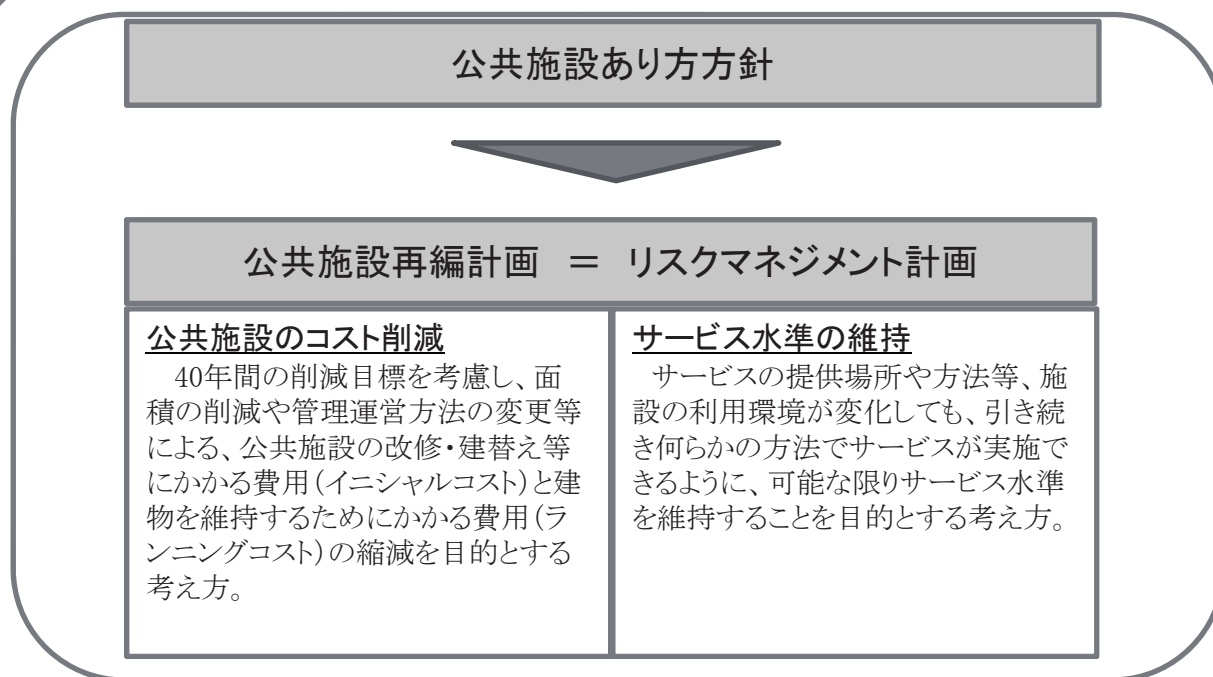 公共施設あり方方針
公共施設再編計画 ＝ リスクマネジメント計画
公共施設のコスト削減
　40年間の削減目標を考慮し、面
積の削減や管理運営方法の変更等
による、公共施設の改修・建替え等
にかかる費用（イニシャルコスト）と建
物を維持するためにかかる費用（ラ
ンニングコスト）の縮減を目的とする
考え方。
サービス水準の維持
　サービスの提供場所や方法等、施
設の利用環境が変化しても、引き続
き何らかの方法でサービスが実施で
きるように、可能な限りサービス水準
を維持することを目的とする考え方。